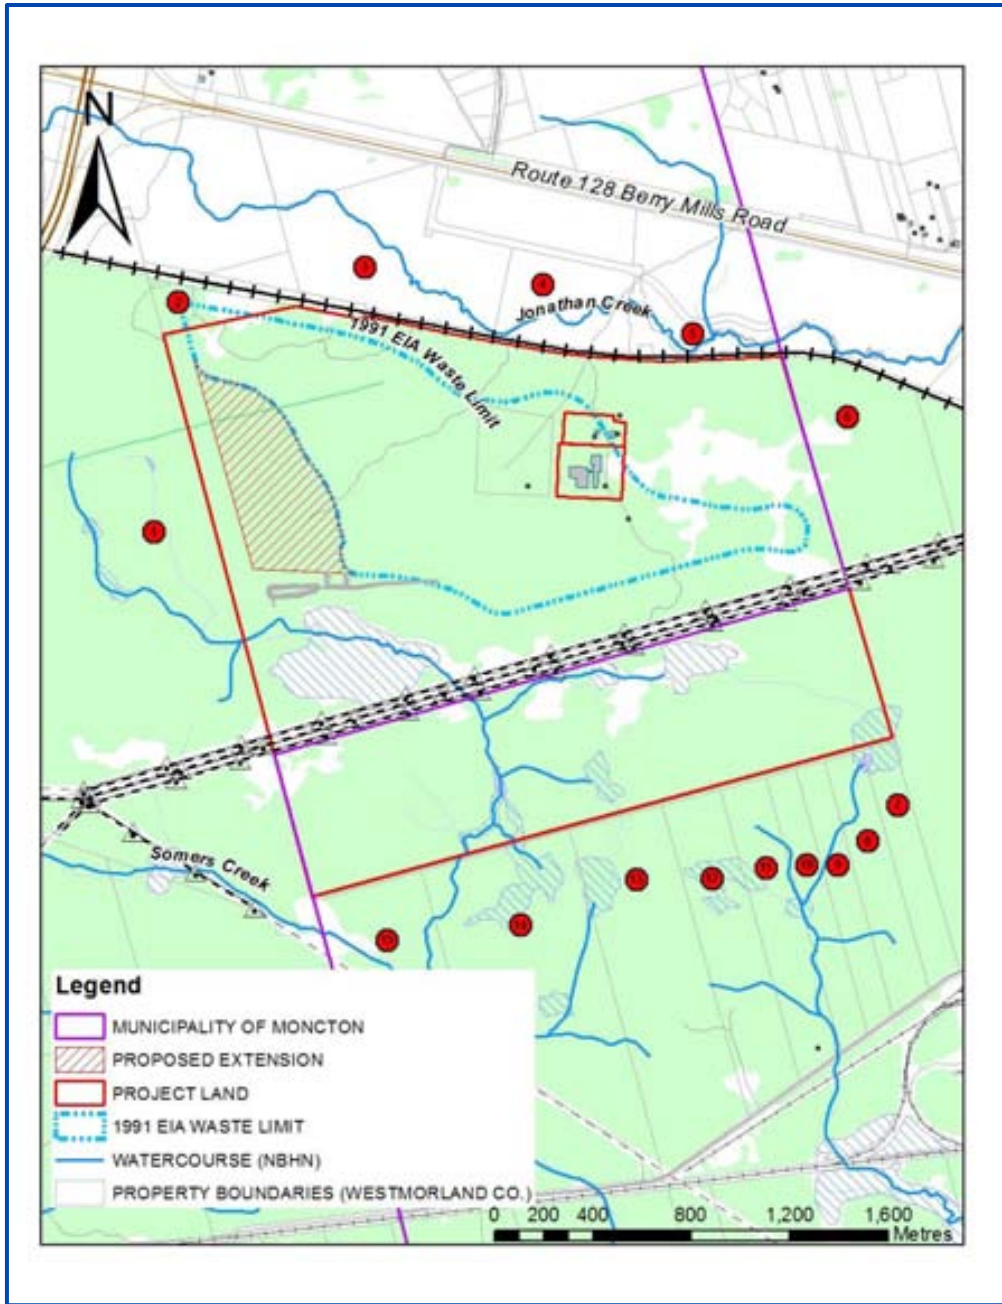 N
Route 128 Berry Mills Road
Jonathan Creek
1991 EIA Waste Limit
Somers Creek
Legend
MUNICIPALITY OF MONCTON
PROPOSED EXTENSION
PROJECT LAND
1991 EIA WASTE LIMIT
WATERCOURSE (NBHN)
PROPERTY BOUNDARIES (WESTMORLAND CO.)
0 200 400 800 1,200 1,600
Metres